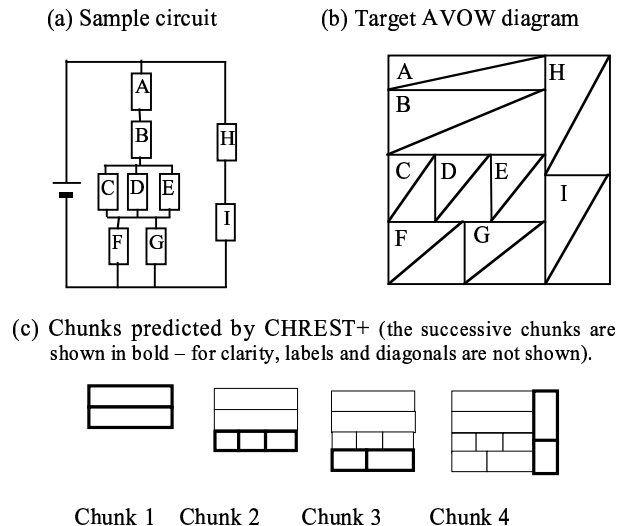 (a) Sample circuit
(b) Target AVOW diagram
A
B
C D E
F G
H
I
A
B
C D E
F G
H
I
(c) Chunks predicted by CHREST+ (the successive chunks are
shown in bold – for clarity, labels and diagonals are not shown).
Chunk 1 Chunk 2 Chunk 3 Chunk 4